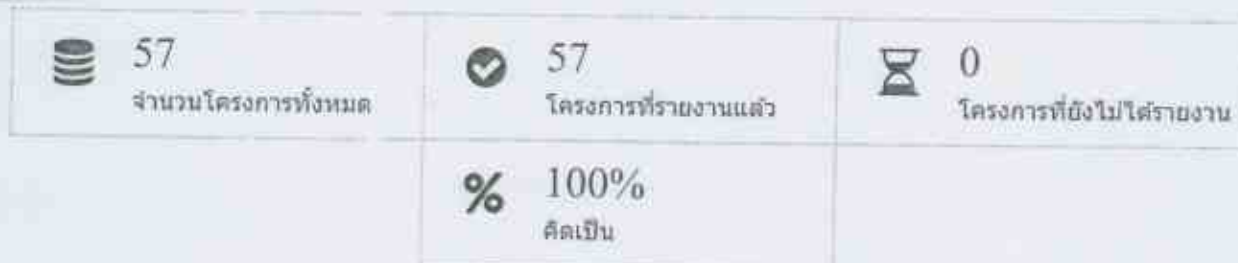 57
จำนวนโครงการทั้งหมด
57
โครงการที่รายงานแล้ว
0
โครงการที่ยังไม่ได้รายงาน
100%
คิดเป็น